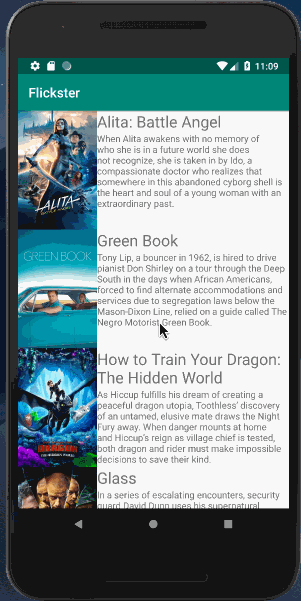 11:09
Flickster
Alita: Battle Angel
When Alita awakens with no memory of
who she is in a future world she does
not recognize, she is taken in by Ido, a
compassionate doctor who realizes that
somewhere in this abandoned cyborg shell is
the heart and soul of a young woman with an
extraordinary past.
ALITA
Green Book
Tony Lip, a bouncer in 1962, is hired to drive
pianist Don Shirley on a tour through the Deep
South in the days when African Americans,
forced to find alternate accommodations and
services due to segregation laws below the
Mason-Dixon Line, relied on a guide called The
Negro Motorist Green Book.
GREEN BOOK
How to Train Your Dragon:
The Hidden World
As Hiccup fulfills his dream of creating a
peaceful dragon utopia, Toothless' discovery
of an untamed, elusive mate draws the Night
Fury away. When danger mounts at home
and Hiccup's reign as village chief is tested,
both dragon and rider must make impossible
decisions to save their kind.
Glass
In a series of escalating encounters, security
guard David Dunn uses his supernatural